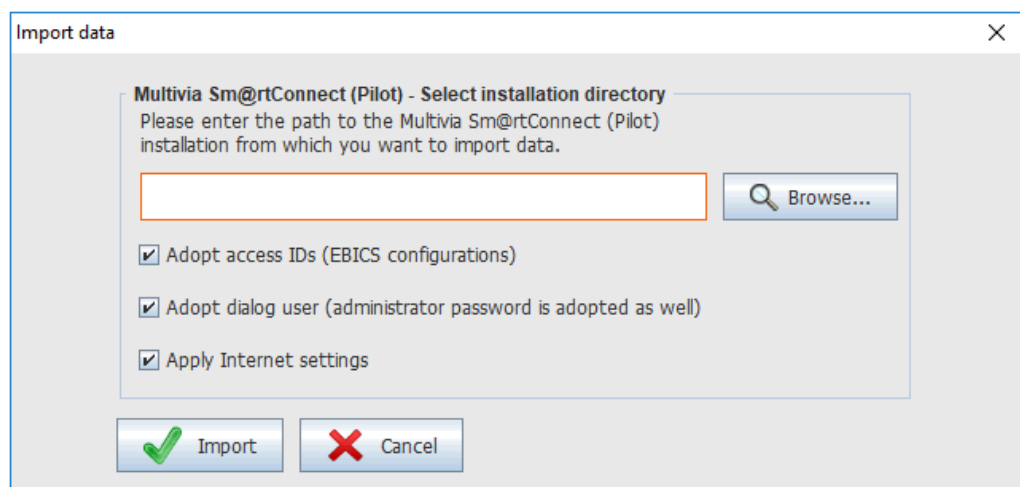 Import data
Multivia Sm@rtConnect (Pilot) - Select installation directory
Please enter the path to the Multivia Sm@rtConnect (Pilot)
installation from which you want to import data.
Browse...
Adopt access IDs (EBICS configurations)
Adopt dialog user (administrator password is adopted as well)
Apply Internet settings
Import
Cancel